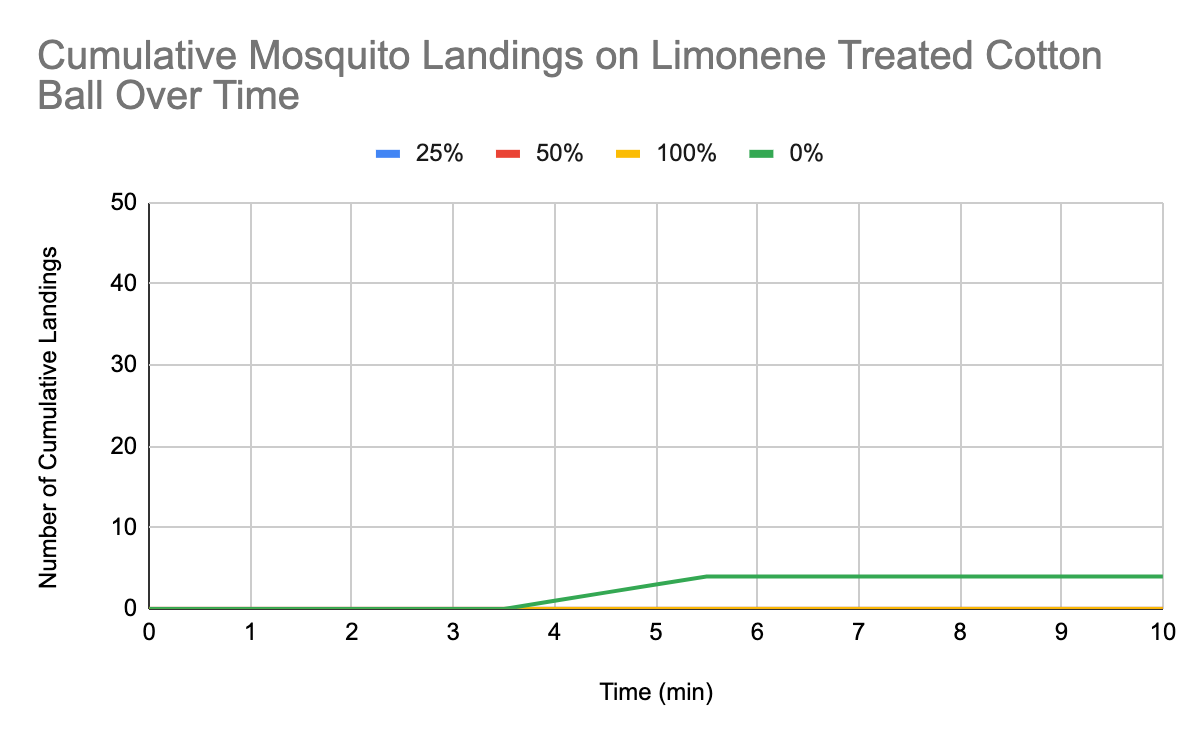 Cumulative Mosquito Landings on Limonene Treated Cotton
Ball Over Time
25% 50% 100% 0%
Number of Cumulative Landings
50
40
30
20
10
0
0 1 2 3 4 5 6 7 8 9 10
Time (min)